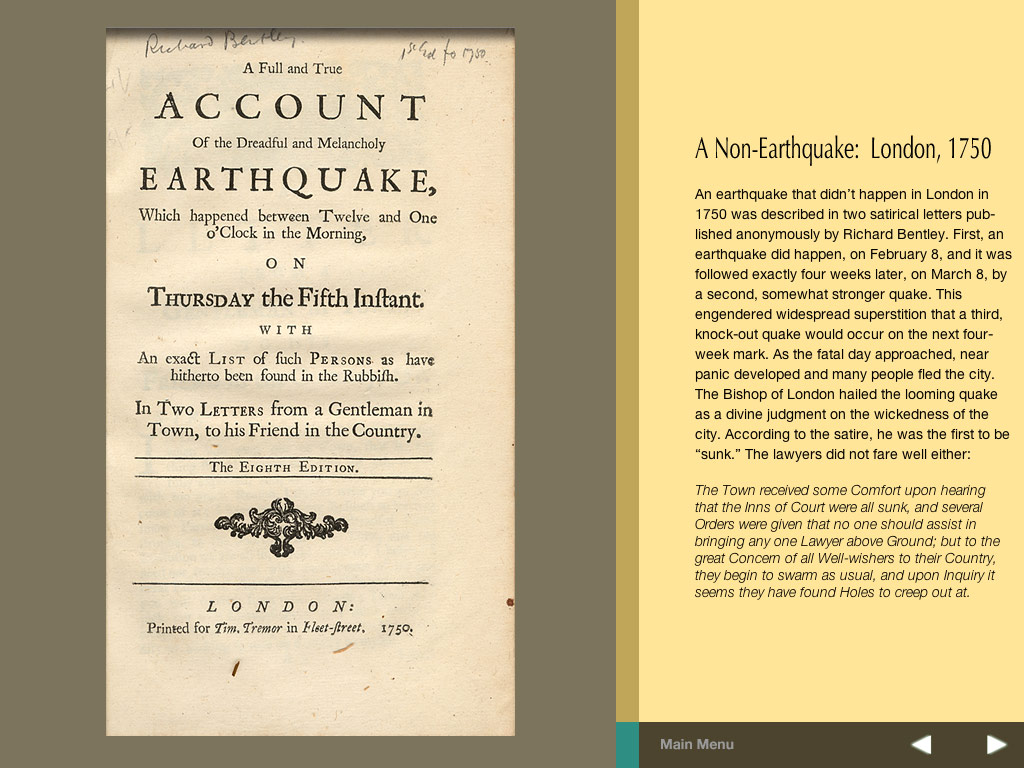 Richard Bentley.
1st Ed fo 1750.
A Full and True
ACCOUNT
Of the Dreadful and Melancholy
EARTHQUAKE,
Which happened between Twelve and One
o'Clock in the Morning,
ON
THURSDAY the Fifth Inſtant.
WITH
An exact LIST of ſuch PERSONS as have
hitherto been found in the Rubbiſh.
In Two LETTERS from a Gentleman in
Town, to his Friend in the Country.
The EIGHTH EDITION.
LONDON:
Printed for Tim. Tremor in Fleet-ſtreet. 1750.
A Non-Earthquake: London, 1750
An earthquake that didn't happen in London in
1750 was described in two satirical letters pub-
lished anonymously by Richard Bentley. First, an
earthquake did happen, on February 8, and it was
followed exactly four weeks later, on March 8, by
a second, somewhat stronger quake. This
engendered widespread superstition that a third,
knock-out quake would occur on the next four-
week mark. As the fatal day approached, near
panic developed and many people fled the city.
The Bishop of London hailed the looming quake
as a divine judgment on the wickedness of the
city. According to the satire, he was the first to be
“sunk.” The lawyers did not fare well either:
The Town received some Comfort upon hearing
that the Inns of Court were all sunk, and several
Orders were given that no one should assist in
bringing any one Lawyer above Ground; but to the
great Concern of all Well-wishers to their Country,
they begin to swarm as usual, and upon Inquiry it
seems they have found Holes to creep out at.
Main Menu